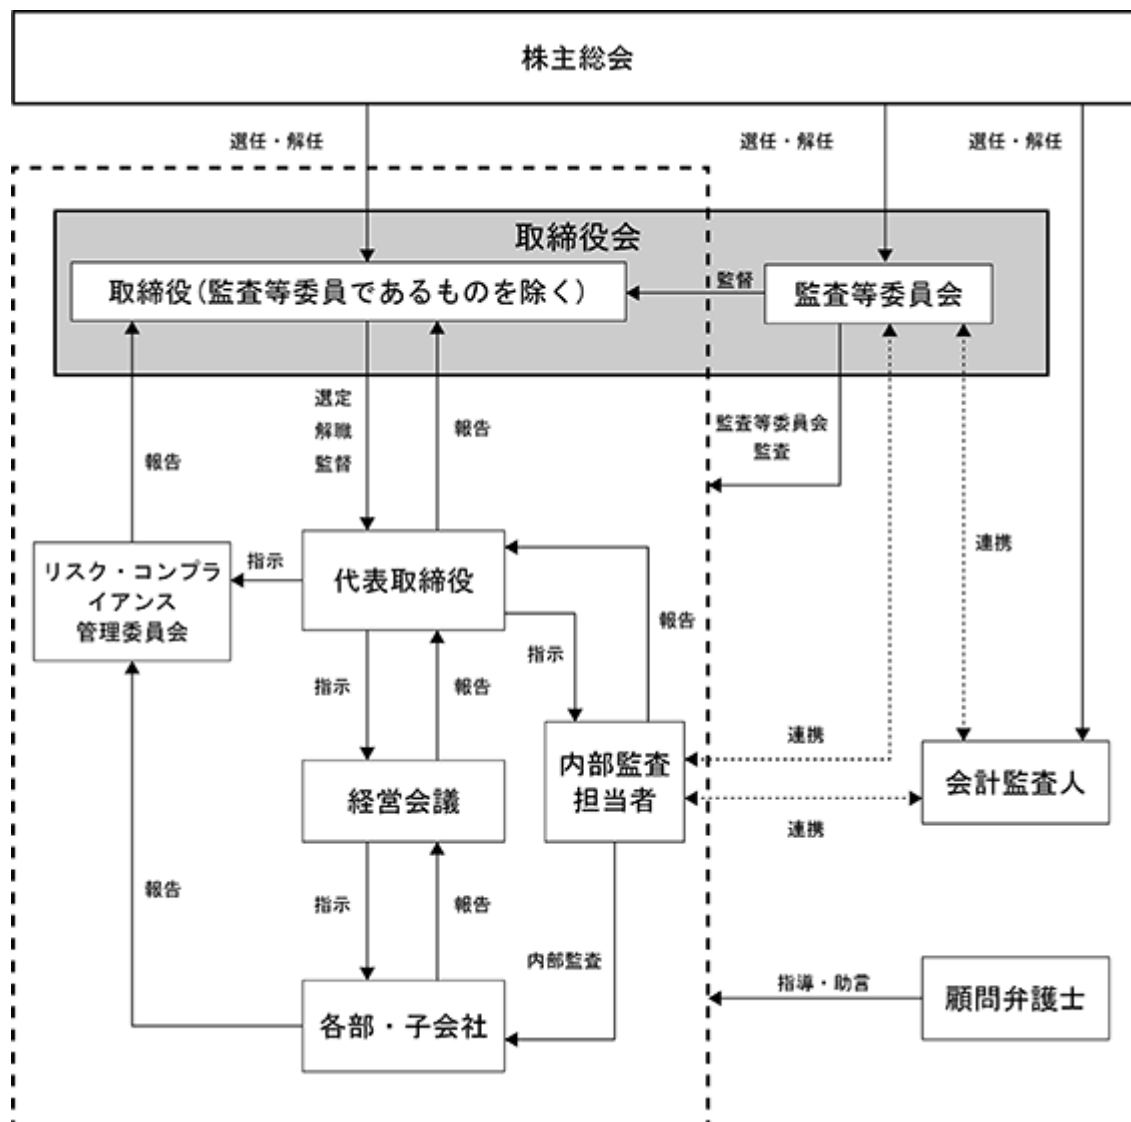 株主総会
選任・解任
選任・解任
選任・解任
取締役会
取締役(監査等委員であるものを除く)
監督
監査等委員会
選定
解職
監督
報告
監査等委員会
監査
報告
連携
リスク・コンプラ
イアンス
管理委員会
指示
代表取締役
報告
指示
指示
報告
連携
内部監査
担当者
会計監査人
経営会議
連携
報告
指示
報告
内部監査
指導・助言
顧問弁護士
各部・子会社